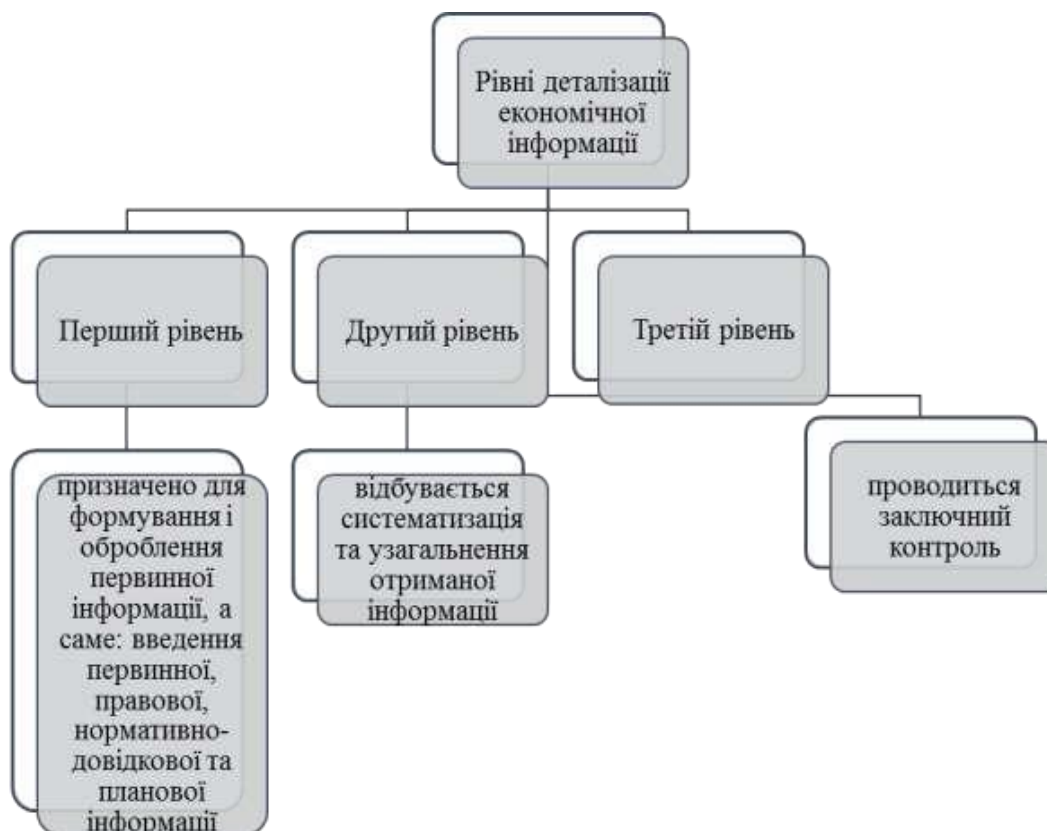 Рівні деталізації
економічної
інформації
Перший рівень
Другий рівень
Третій рівень
призначено для
формування і
оброблення
первинної
інформації, а
саме: введення
первинної,
правової,
нормативно-
довідкової та
планової
інформації
відбувається
систематизація
та узагальнення
отриманої
інформації
проводиться
заключний
контроль